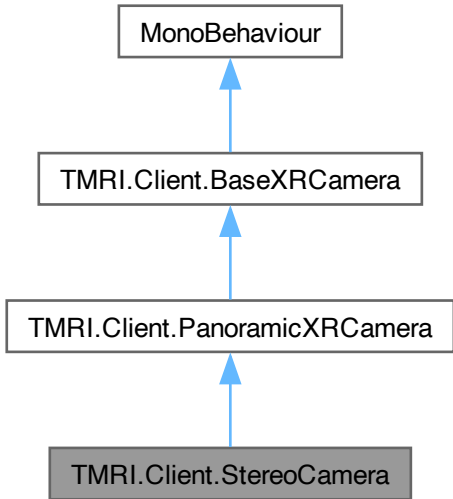 MonoBehaviour
TMRI.Client.BaseXRCamera
TMRI.Client.PanoramicXRCamera
TMRI.Client.StereoCamera